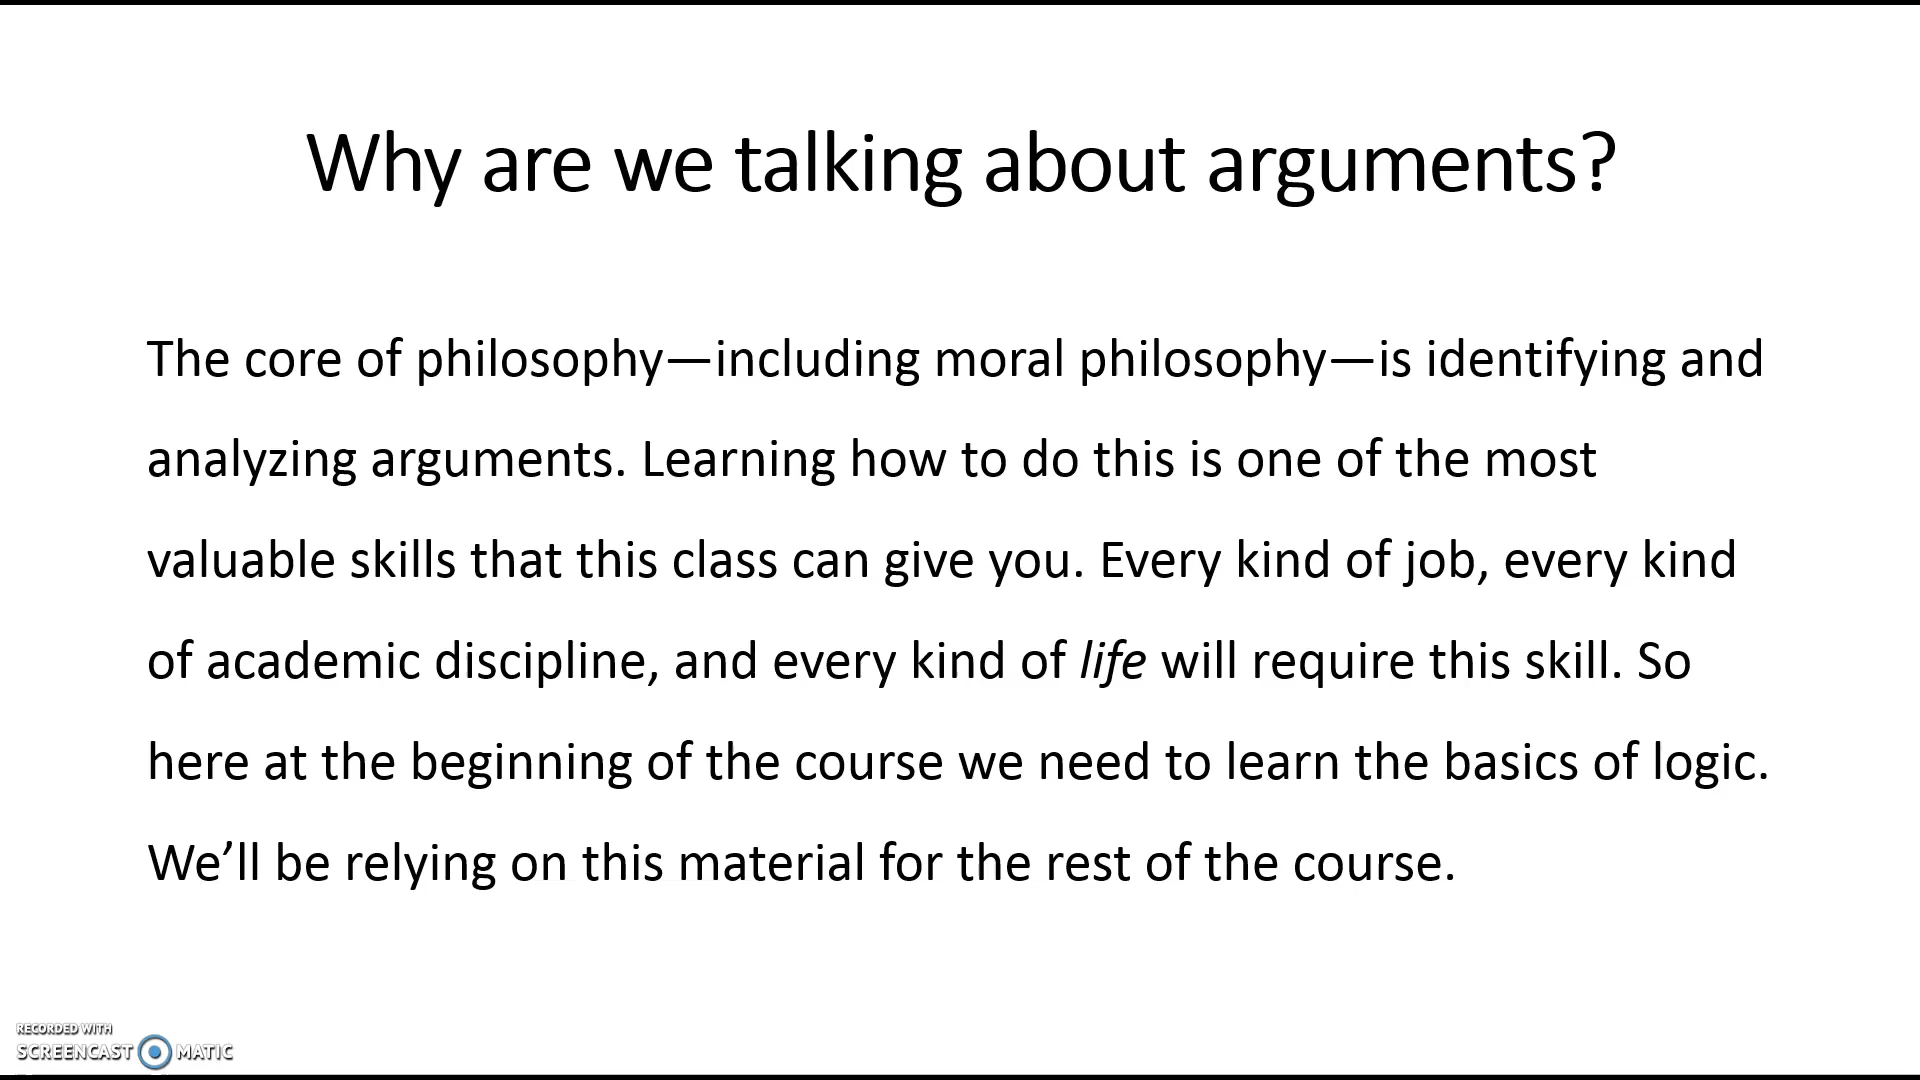 Why are we talking about arguments?
The core of philosophy—including moral philosophy—is identifying and
analyzing arguments. Learning how to do this is one of the most
valuable skills that this class can give you. Every kind of job, every kind
of academic discipline, and every kind of life will require this skill. So
here at the beginning of the course we need to learn the basics of logic.
We’ll be relying on this material for the rest of the course.
RECORDED WITH
SCREENCAST MATIC